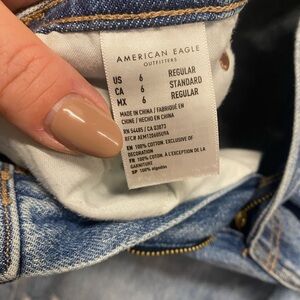 AMERICAN EAGLE
OUTFITTERS
US 6 REGULAR
CA 6 STANDARD
MX 6 REGULAR
MADE IN CHINA / FABRIQUÉ EN
CHINE / HECHO EN CHINA
RN 54485 / CA 23073
EN 100% COTTON. EXCLUSIVE OF
DECORATION
FR 100% COTON. À L'EXCEPTION DE LA
GARNITURE
SP 100% algodón